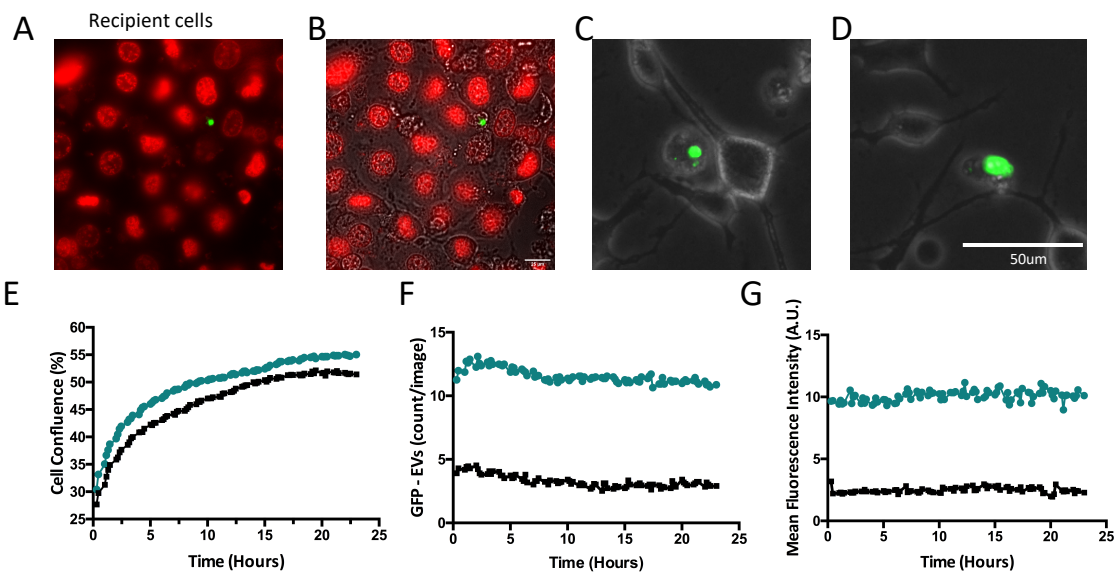 Recipient cells
A
B
C
D
25 µm
50um
E
F
G
Cell Confluence (%)
60
55
50
45
40
35
30
25
0
5
10
15
20
25
Time (Hours)
GFP - EVs (count/image)
15
10
5
0
0
5
10
15
20
25
Time (Hours)
Mean Fluorescence Intensity (A.U.)
15
10
5
0
0
5
10
15
20
25
Time (Hours)